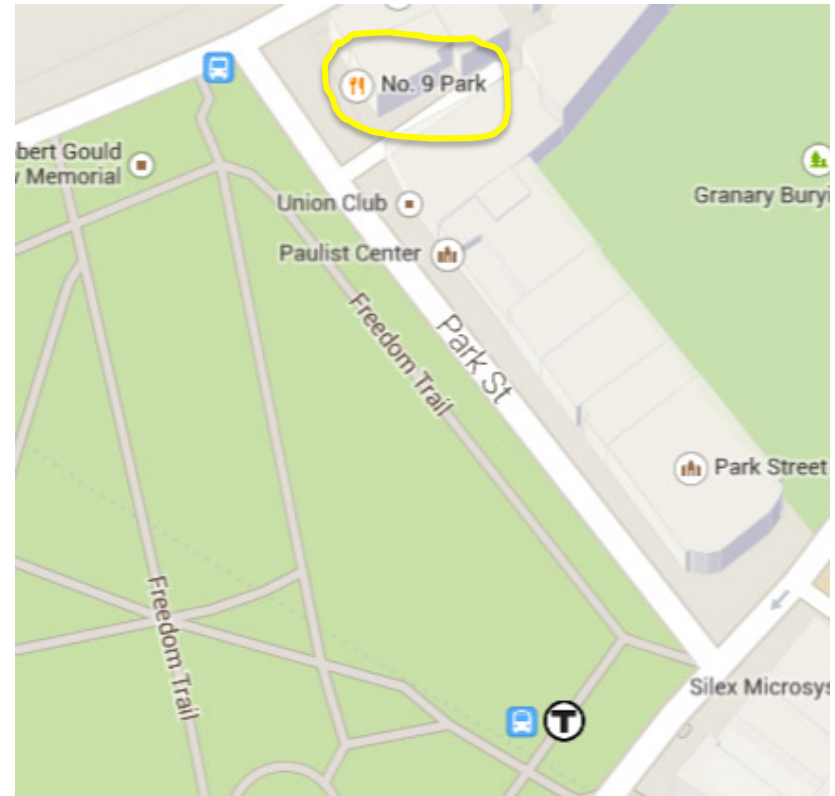 No. 9 Park
bert Gould
Memorial
Union Club
Granary Buryi
Paulist Center
Freedom Trail
Park St
Park Street
Freedom Trail
Silex Microsys
T